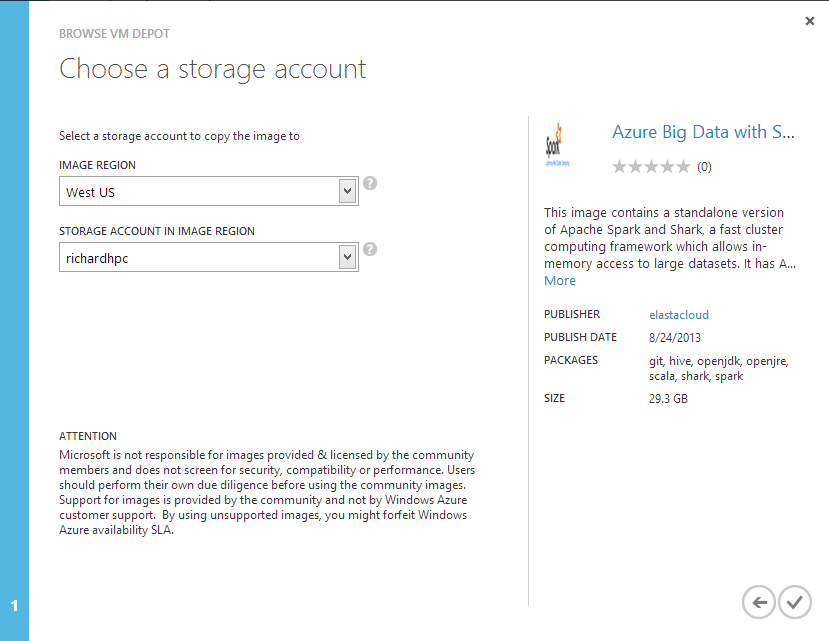 BROWSE VM DEPOT
Choose a storage account
Select a storage account to copy the image to
IMAGE REGION
West US
?
STORAGE ACCOUNT IN IMAGE REGION
richardhpc
?
ATTENTION
Microsoft is not responsible for images provided & licensed by the community
members and does not screen for security, compatibility or performance. Users
should perform their own due diligence before using the community images.
Support for images is provided by the community and not by Windows Azure
customer support.  By using unsupported images, you might forfeit Windows
Azure availability SLA.
1
Spark
Azure Big Data with S...
(0)
This image contains a standalone version
of Apache Spark and Shark, a fast cluster
computing framework which allows in-
memory access to large datasets. It has A...
More
PUBLISHER elastacloud
PUBLISH DATE 8/24/2013
PACKAGES git, hive, openjdk, openjre,
scala, shark, spark
SIZE 29.3 GB